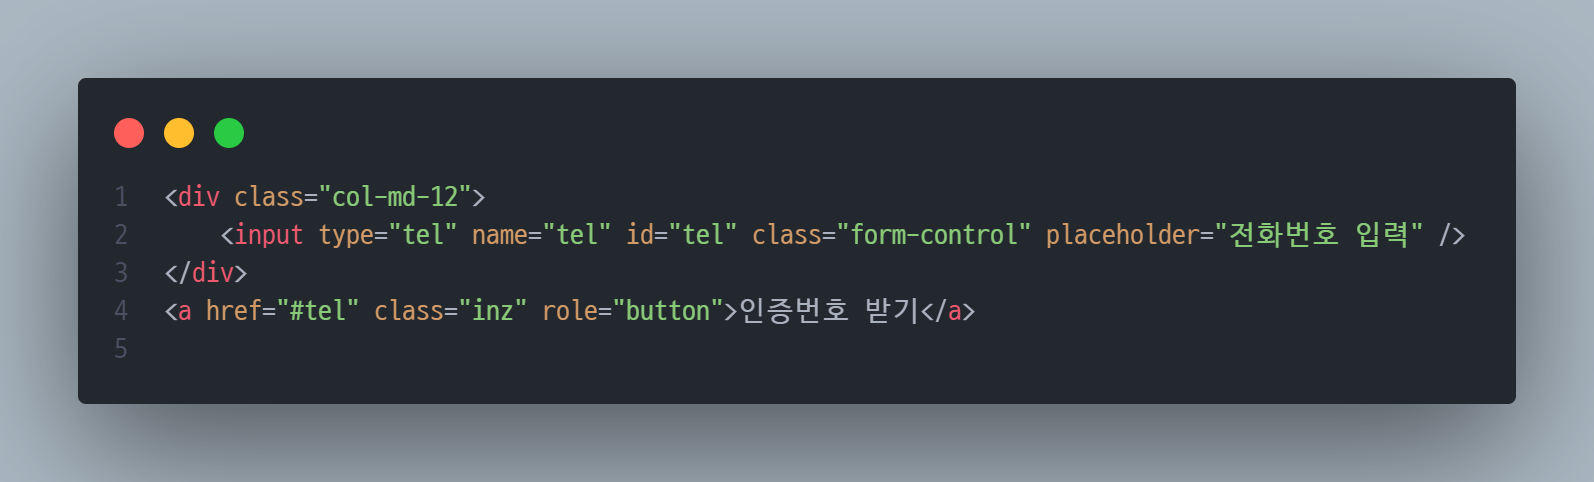 1 <div class="col-md-12">
2     <input type="tel" name="tel" id="tel" class="form-control" placeholder="전화번호 입력" />
3 </div>
4 <a href="#tel" class="inz" role="button">인증번호 받기</a>
5